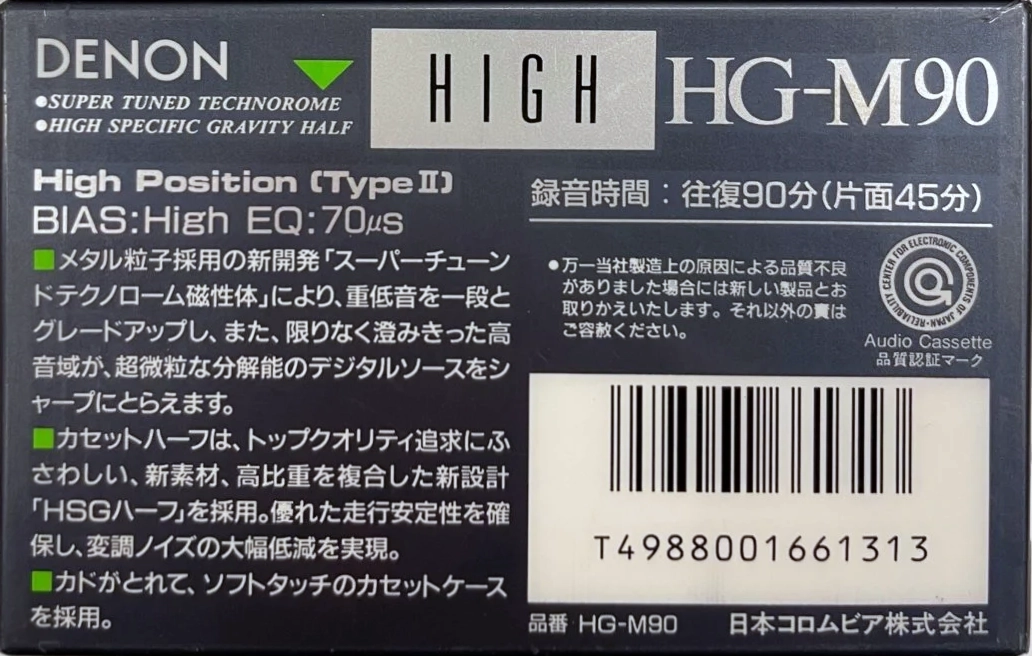 DENON
HIGH
HG-M90
●SUPER TUNED TECHNOROME
●HIGH SPECIFIC GRAVITY HALF
High Position (Type II)
BIAS:High EQ:70μs
■メタル粒子採用の新開発「スーパーチューン
ドテクノローム磁性体」により、重低音を一段と
グレードアップし、また、限りなく澄みきった高
音域が、超微粒な分解能のデジタルソースをシ
ャープにとらえます。
■カセットハーフは、トップクオリティ追求にふ
さわしい、新素材、高比重を複合した新設計
「HSGハーフ」を採用。優れた走行安定性を確
保し、変調ノイズの大幅低減を実現。
■カドがとれて、ソフトタッチのカセットケース
を採用。
録音時間：往復90分(片面45分)
●万一当社製造上の原因による品質不良
がありました場合には新しい製品とお
取りかえいたします。それ以外の責は
ご容赦ください。
RELIABILITY CENTER FOR ELECTRONIC COMPONENTS OF JAPAN
Audio Cassette
品質認証マーク
T4988001661313
品番 HG-M90
日本コロムビア株式会社